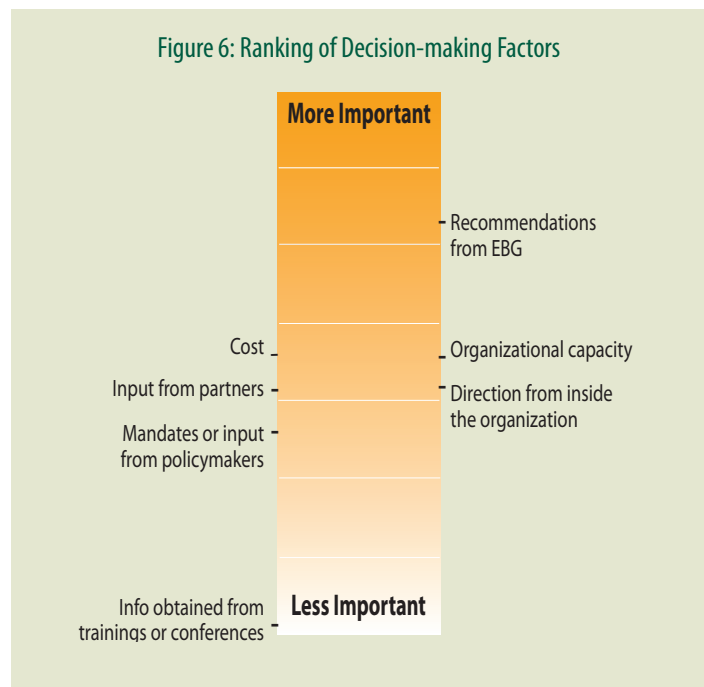 Figure 6: Ranking of Decision-making Factors
More Important
Recommendations
from EBG
Cost
Organizational capacity
Input from partners
Direction from inside
the organization
Mandates or input
from policymakers
Less Important
Info obtained from
trainings or conferences